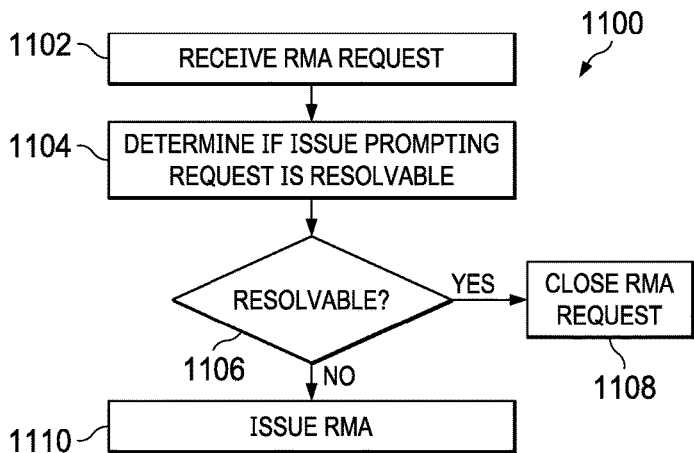 1100
1102
RECEIVE RMA REQUEST
1104
DETERMINE IF ISSUE PROMPTING
REQUEST IS RESOLVABLE
RESOLVABLE?
YES
CLOSE RMA
REQUEST
1106
NO
1108
1110
ISSUE RMA